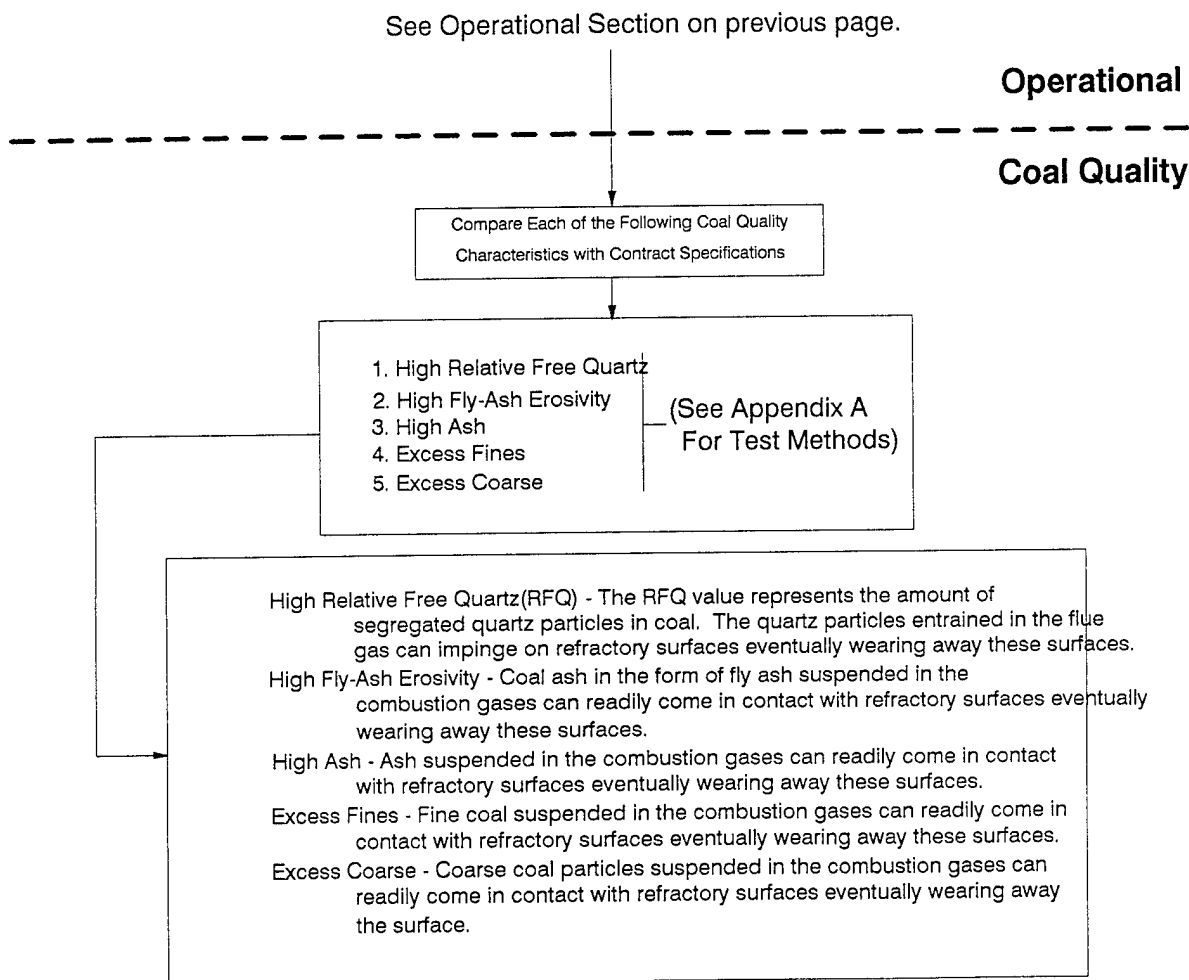 See Operational Section on previous page.
Operational
Coal Quality
Compare Each of the Following Coal Quality
Characteristics with Contract Specifications
1. High Relative Free Quartz
2. High Fly-Ash Erosivity
3. High Ash
4. Excess Fines
5. Excess Coarse
(See Appendix A
For Test Methods)
High Relative Free Quartz(RFQ) - The RFQ value represents the amount of
segregated quartz particles in coal. The quartz particles entrained in the flue
gas can impinge on refractory surfaces eventually wearing away these surfaces.
High Fly-Ash Erosivity - Coal ash in the form of fly ash suspended in the
combustion gases can readily come in contact with refractory surfaces eventually
wearing away these surfaces.
High Ash - Ash suspended in the combustion gases can readily come in contact
with refractory surfaces eventually wearing away these surfaces.
Excess Fines - Fine coal suspended in the combustion gases can readily come in
contact with refractory surfaces eventually wearing away these surfaces.
Excess Coarse - Coarse coal particles suspended in the combustion gases can
readily come in contact with refractory surfaces eventually wearing away
the surface.